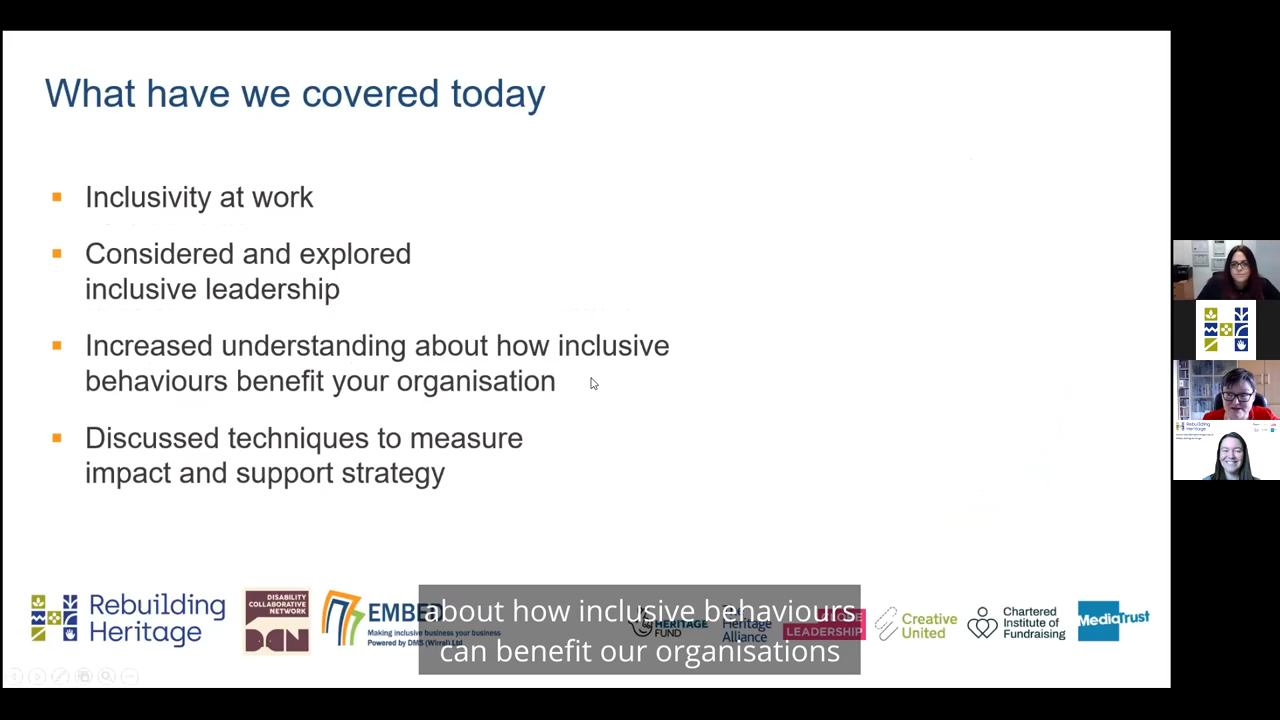 What have we covered today
Inclusivity at work
Considered and explored
inclusive leadership
Increased understanding about how inclusive
behaviours benefit your organisation
Discussed techniques to measure
impact and support strategy
Rebuilding
Heritage
DISABILITY
COLLABORATIVE
NETWORK
DCN
EMBED
Making inclusive business your business
Powered by DMS (Wirral) Ltd
HERITAGE
FUND
Heritage
Alliance
LEADERSHIP
Creative
United
Chartered
Institute of
Fundraising
MediaTrust
about how inclusive behaviours
can benefit our organisations
Rebuilding
Heritage